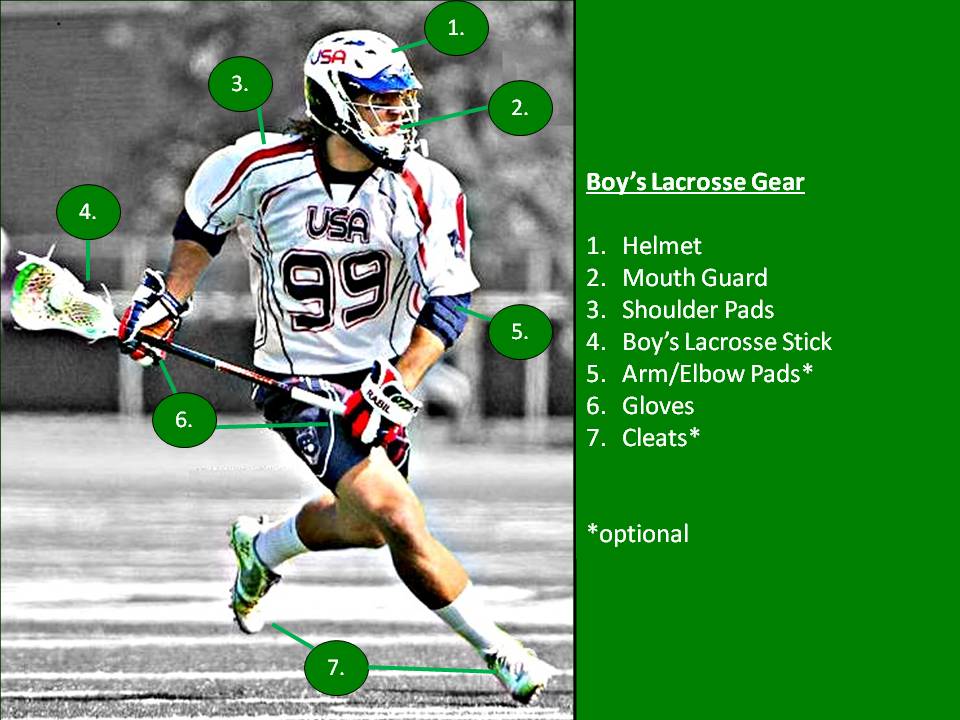 1.
USA
3.
2.
4.
USA
99
5.
RABIL
6.
7.
Boy's Lacrosse Gear
1. Helmet
2. Mouth Guard
3. Shoulder Pads
4. Boy's Lacrosse Stick
5. Arm/Elbow Pads*
6. Gloves
7. Cleats*
*optional